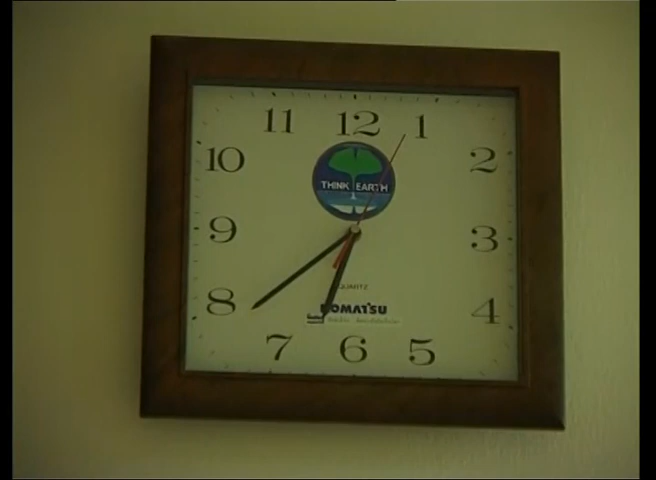 11 12 1
10 2
THINK EARTH
9 3
QUARTZ
8 4
KOMATSU
7 6 5